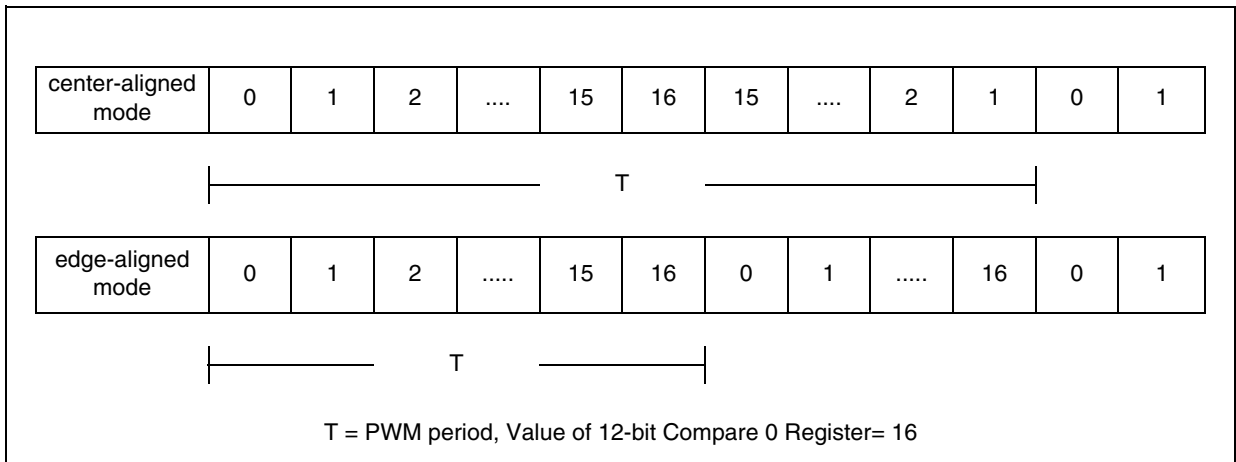 center-aligned mode 0 1 2 .... 15 16 15 .... 2 1 0 1
T
edge-aligned mode 0 1 2 ..... 15 16 0 1 ..... 16 0 1
T
T = PWM period, Value of 12-bit Compare 0 Register= 16